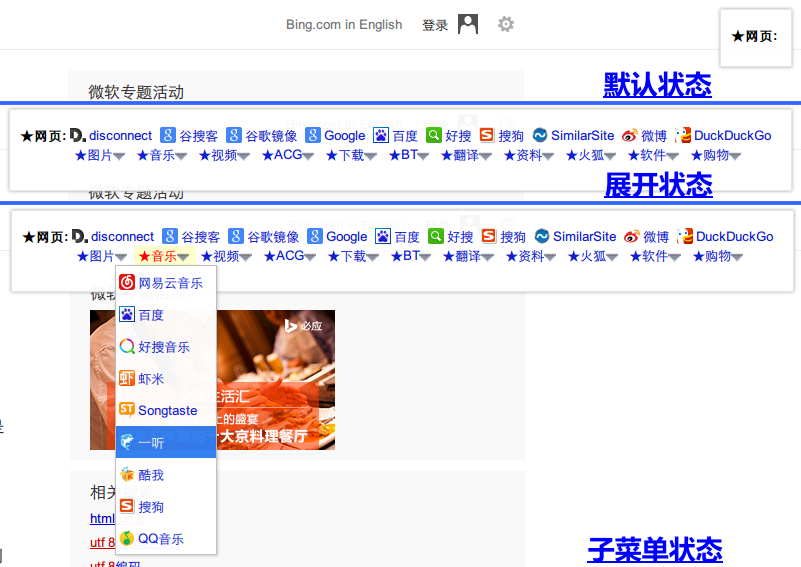 Bing.com in English 登录
★网页:
默认状态
微软专题活动
★网页: disconnect 谷搜客 谷歌镜像 Google 百度 好搜 搜狗 SimilarSite 微博 DuckDuckGo
★图片 ★音乐 ★视频 ★ACG ★下载 ★BT ★翻译 ★资料 ★火狐 ★软件 ★购物
展开状态
微软专题活动
★网页: disconnect 谷搜客 谷歌镜像 Google 百度 好搜 搜狗 SimilarSite 微博 DuckDuckGo
★图片 ★音乐 ★视频 ★ACG ★下载 ★BT ★翻译 ★资料 ★火狐 ★软件 ★购物
网易云音乐
百度
好搜音乐
虾米
Songtaste
一听
酷我
搜狗
QQ音乐
必应
生活汇
上的盛宴
十大京料理餐厅
相关
html
utf 8
utf 8编码
是
子菜单状态